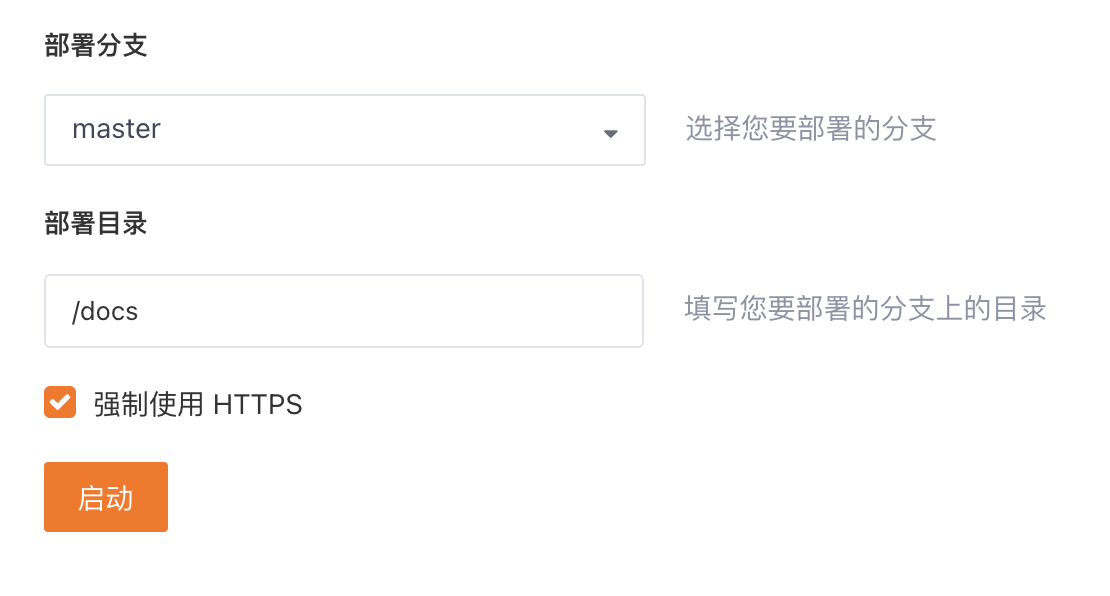 部署分支
master
选择您要部署的分支
部署目录
/docs
填写您要部署的分支上的目录
强制使用 HTTPS
启动